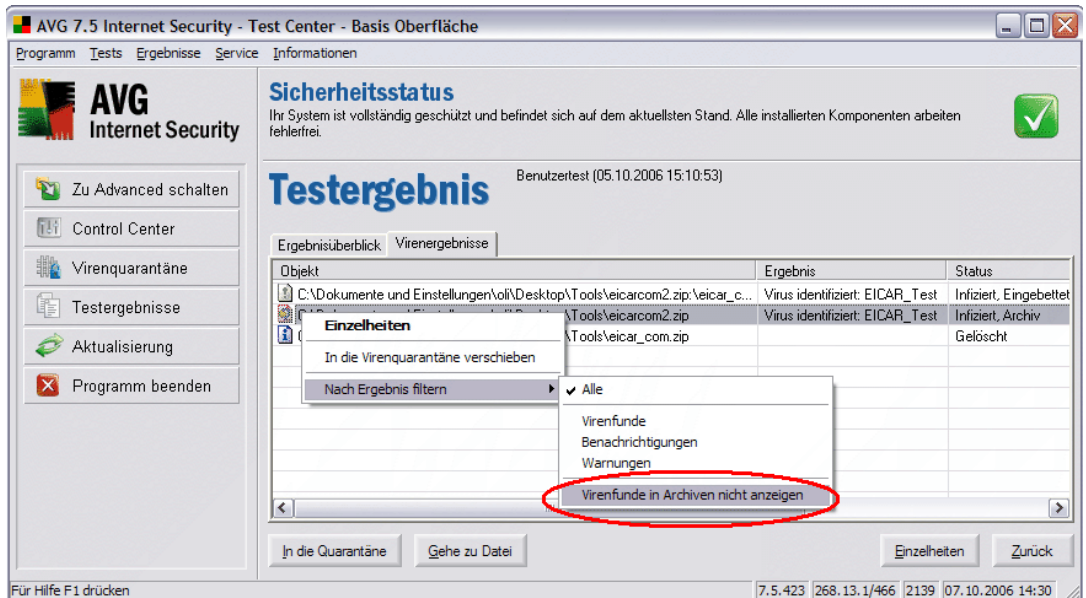 AVG 7.5 Internet Security - Test Center - Basis Oberfläche
Programm Tests Ergebnisse Service Informationen
AVG
Internet Security
Sicherheitsstatus
Ihr System ist vollständig geschützt und befindet sich auf dem aktuellsten Stand. Alle installierten Komponenten arbeiten
fehlerfrei.
Zu Advanced schalten
Control Center
Virenquarantäne
Testergebnisse
Aktualisierung
Programm beenden
Testergebnis
Benutzertest (05.10.2006 15:10:53)
Ergebnisüberblick Virenergebnisse
Objekt Ergebnis Status
C:\Dokumente und Einstellungen\oli\Desktop\Tools\eicarcom2.zip:\eicar_c... Virus identifiziert: EICAR_Test Infiziert, Eingebettet
\Tools\eicarcom2.zip Virus identifiziert: EICAR_Test Infiziert, Archiv
\Tools\eicar_com.zip Gelöscht
Einzelheiten
In die Virenquarantäne verschieben
Nach Ergebnis filtern
Alle
Virenfunde
Benachrichtigungen
Warnungen
Virenfunde in Archiven nicht anzeigen
In die Quarantäne Gehe zu Datei Einzelheiten Zurück
Für Hilfe F1 drücken 7.5.423 268.13.1/466 2139 07.10.2006 14:30